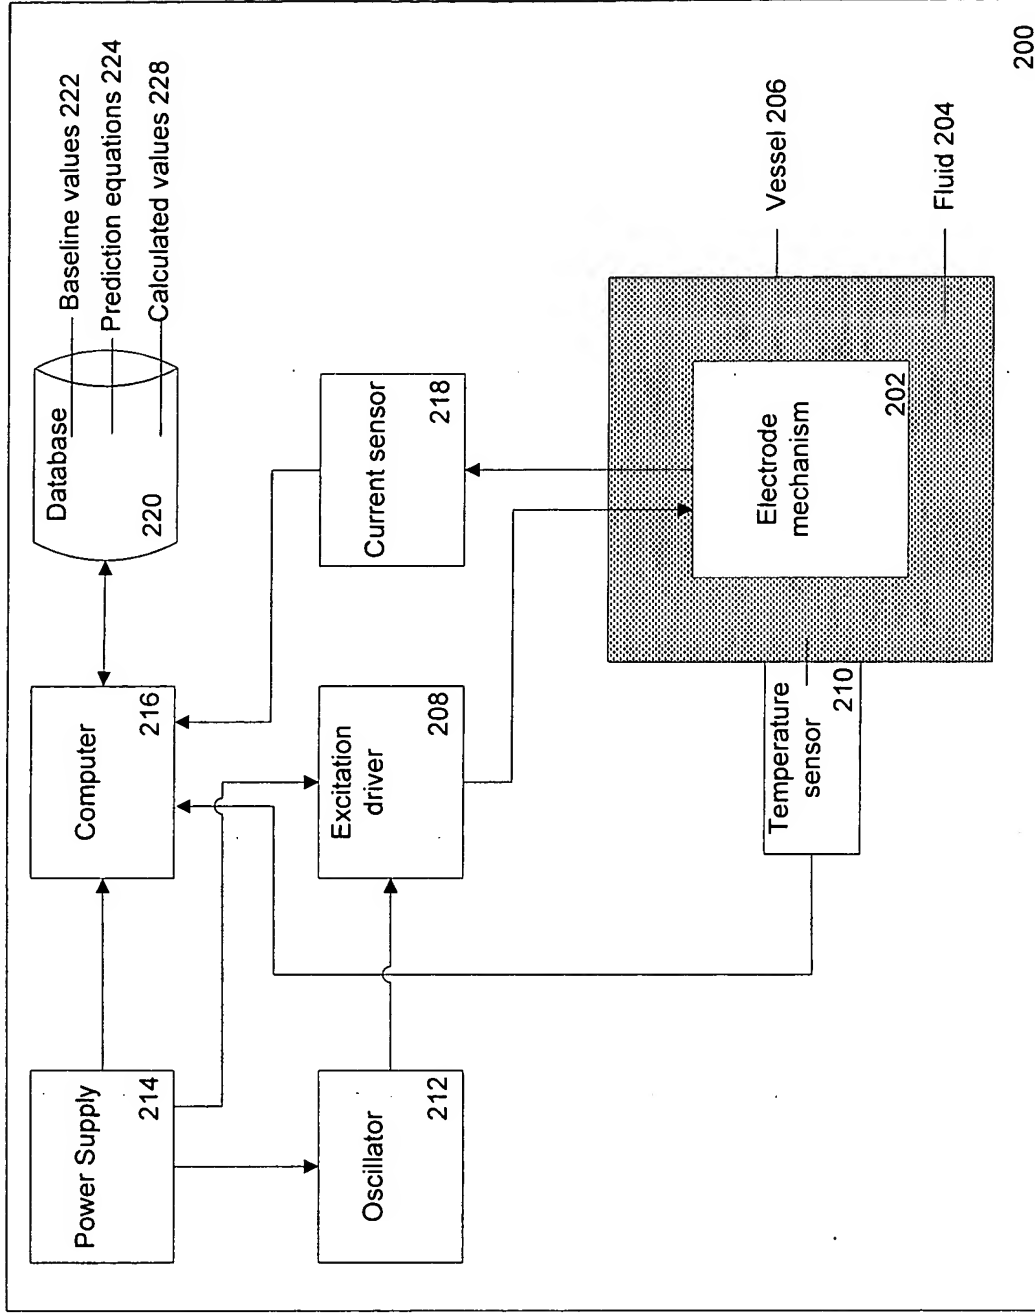 Power Supply
214
Computer
216
Database
220
Baseline values 222
Prediction equations 224
Calculated values 228
Oscillator
212
Excitation
driver
208
Current sensor
218
Temperature
sensor
210
Electrode
mechanism
202
Vessel 206
Fluid 204
200